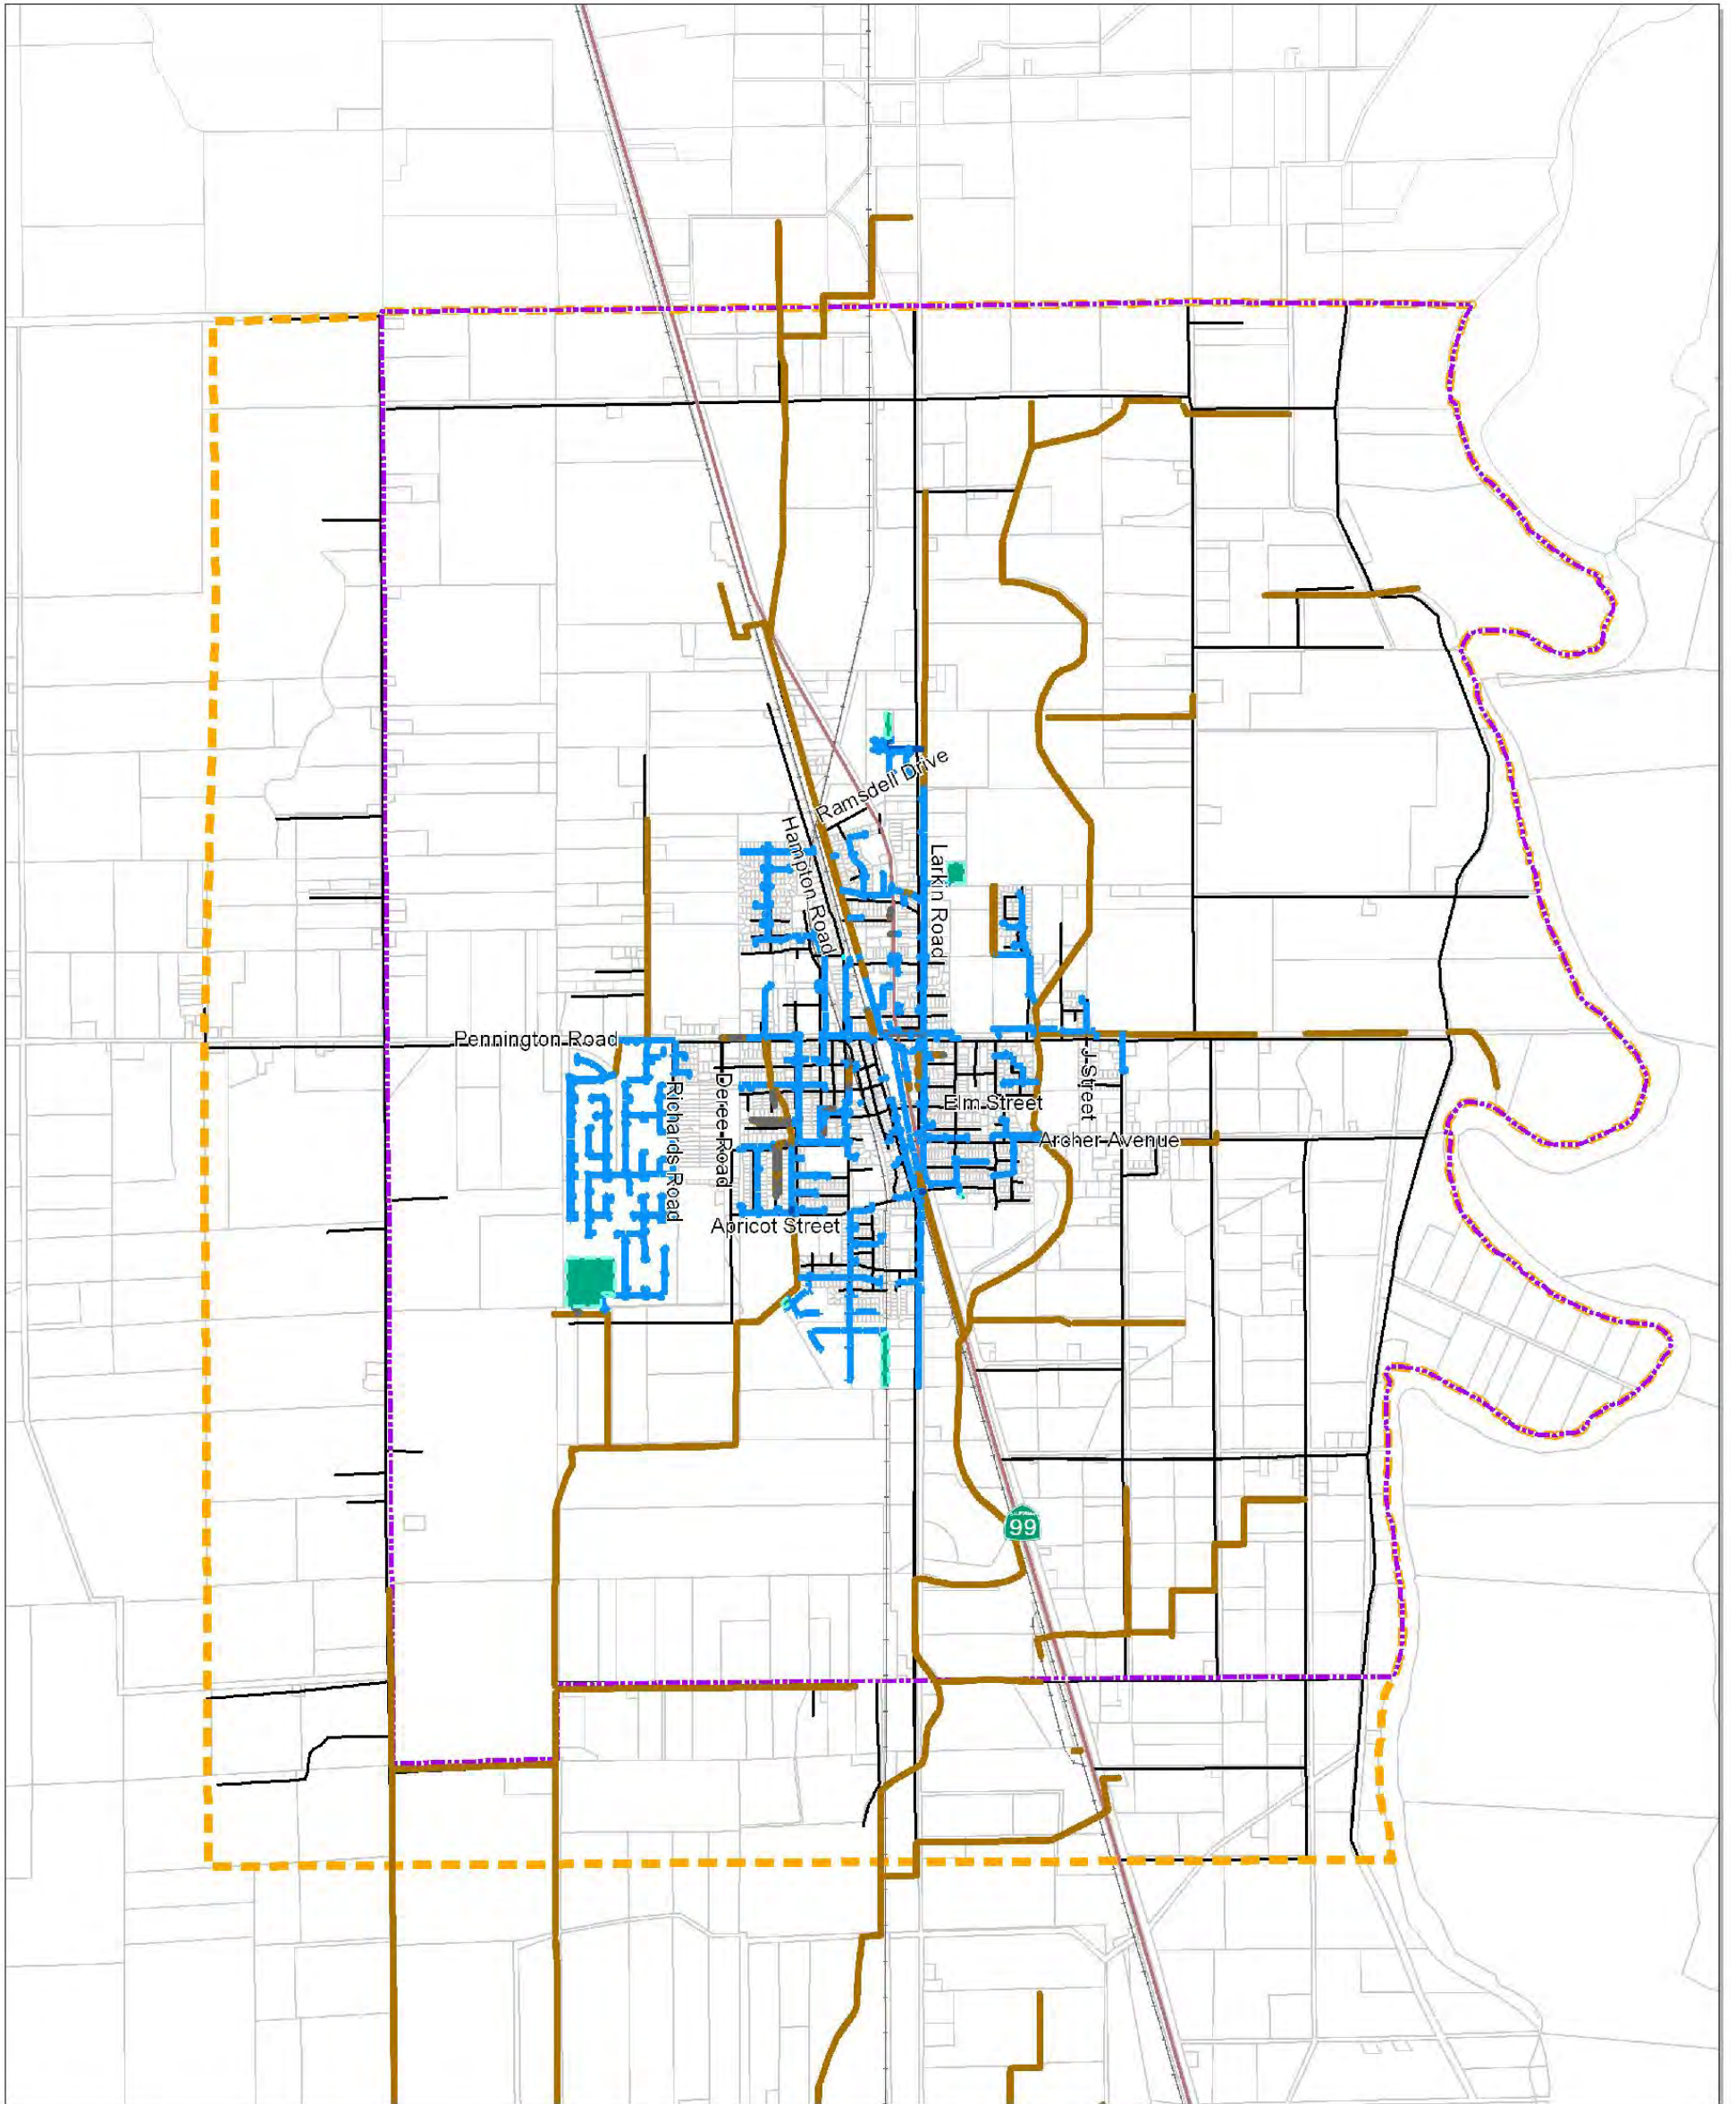 Ramsdell Drive
Hampton Road
Larkin Road
Pennington Road
J Street
Richards Road
Deree Road
Elm Street
Archer Avenue
Apricot Street
99